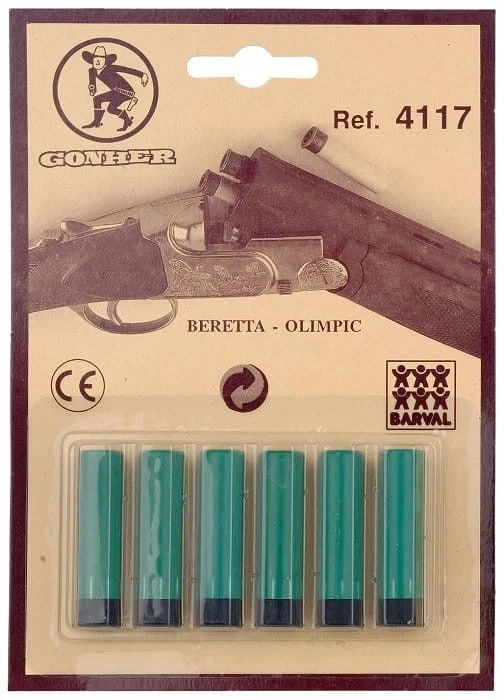 GONHER
Ref. 4117
BERETTA - OLIMPIC
CE
BARVAL